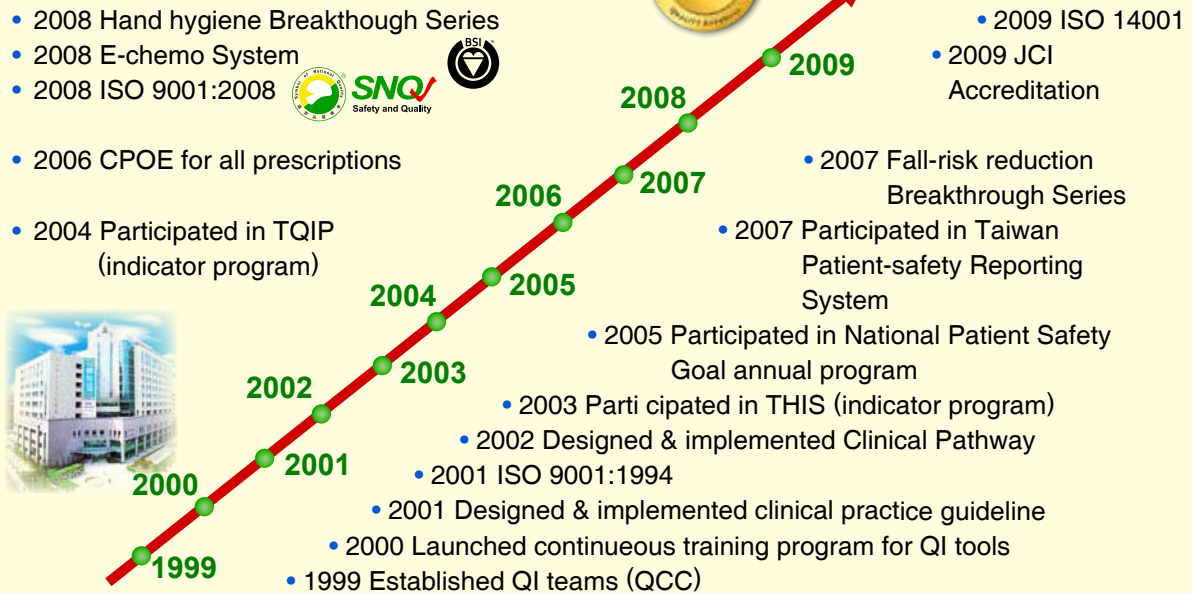 • 2008 Hand hygiene Breakthough Series
• 2008 E-chemo System
• 2008 ISO 9001:2008
BSI
SNQ
Safety and Quality
• 2006 CPOE for all prescriptions
• 2004 Participated in TQIP
(indicator program)
• 2009 ISO 14001
• 2009 JCI
Accreditation
• 2007 Fall-risk reduction
Breakthrough Series
• 2007 Participated in Taiwan
Patient-safety Reporting
System
• 2005 Participated in National Patient Safety
Goal annual program
• 2003 Parti cipated in THIS (indicator program)
• 2002 Designed & implemented Clinical Pathway
• 2001 ISO 9001:1994
• 2001 Designed & implemented clinical practice guideline
• 2000 Launched continueous training program for QI tools
• 1999 Established QI teams (QCC)
2009
2008
2007
2006
2005
2004
2003
2002
2001
2000
1999